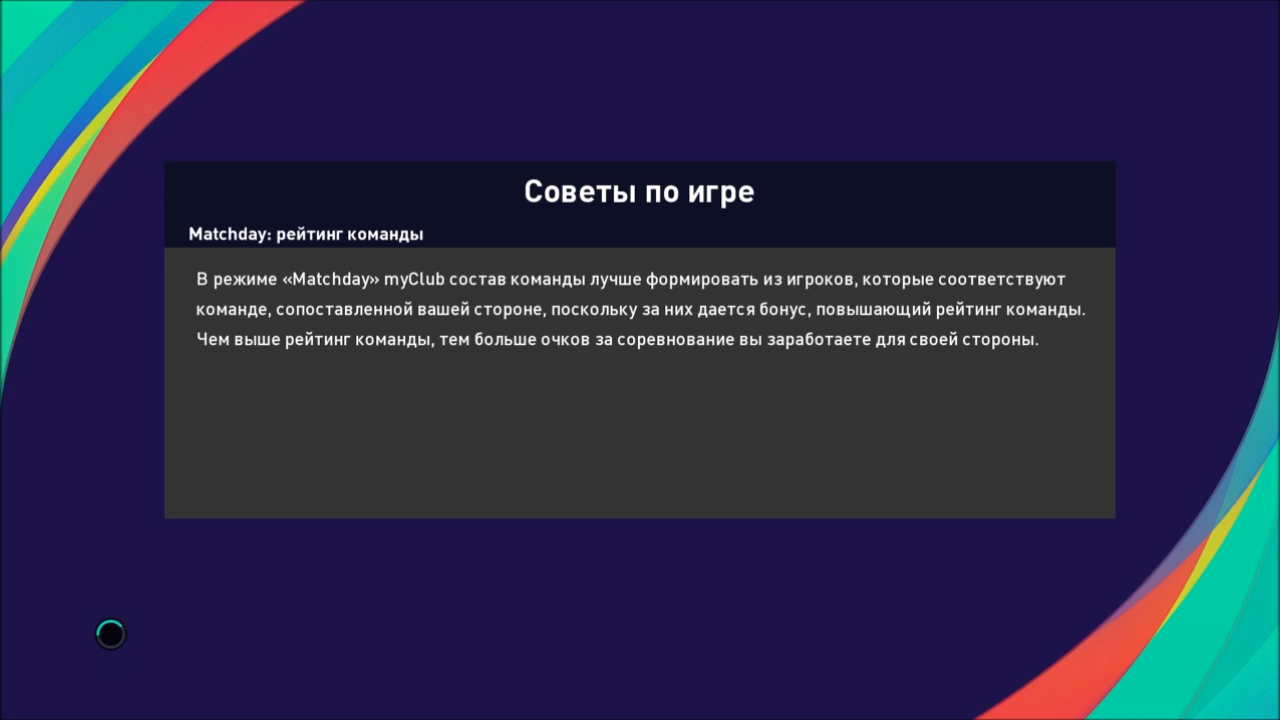 Советы по игре
Matchday: рейтинг команды
В режиме «Matchday» myClub состав команды лучше формировать из игроков, которые соответствуют
команде, сопоставленной вашей стороне, поскольку за них дается бонус, повышающий рейтинг команды.
Чем выше рейтинг команды, тем больше очков за соревнование вы заработаете для своей стороны.